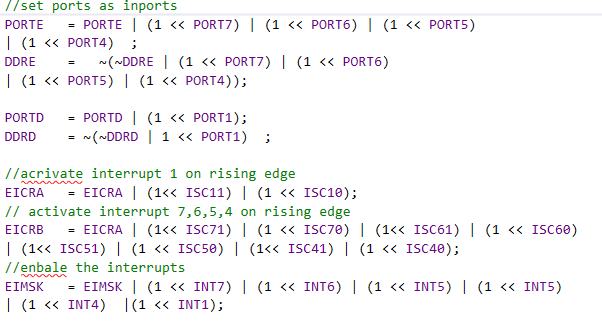 //set ports as inports
PORTE   = PORTE | (1 << PORT7) | (1 << PORT6) | (1 << PORT5)
| (1 << PORT4)  ;
DDRE    =   ~(~DDRE | (1 << PORT7) | (1 << PORT6)
| (1 << PORT5) | (1 << PORT4));
PORTD   = PORTD | (1 << PORT1);
DDRD    = ~(~DDRD | 1 << PORT1)  ;
//acrivate interrupt 1 on rising edge
EICRA   = EICRA | (1<< ISC11) | (1 << ISC10);
// activate interrupt 7,6,5,4 on rising edge
EICRB   = EICRA | (1<< ISC71) | (1 << ISC70) | (1<< ISC61) | (1 << ISC60)
| (1<< ISC51) | (1 << ISC50) | (1<< ISC41) | (1 << ISC40);
//enbale the interrupts
EIMSK   = EIMSK | (1 << INT7) | (1 << INT6) | (1 << INT5) | (1 << INT5)
| (1 << INT4)  |(1 << INT1);